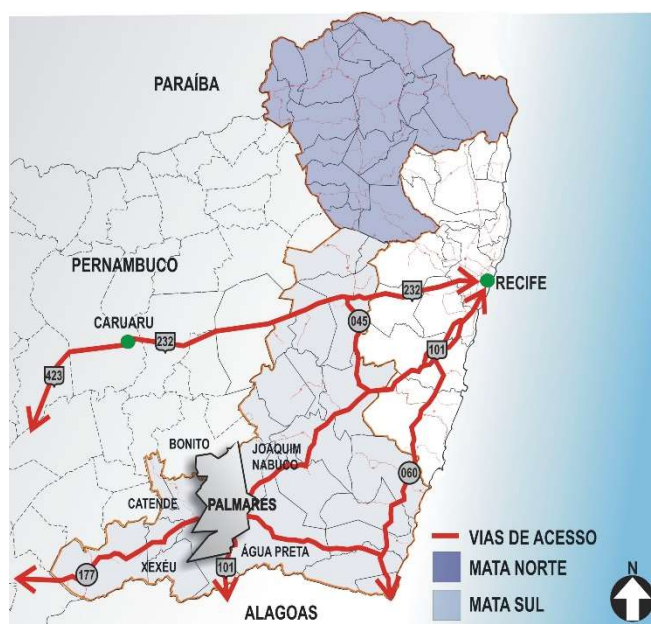 PARAÍBA
PERNAMBUCO
RECIFE
232
045
CARUARU
232
101
423
BONITO
JOAQUIM
NABUCO
060
CATENDE
PALMARES
VIAS DE ACESSO
ÁGUA PRETA
177
XEXÉU
101
MATA NORTE
N
ALAGOAS
MATA SUL